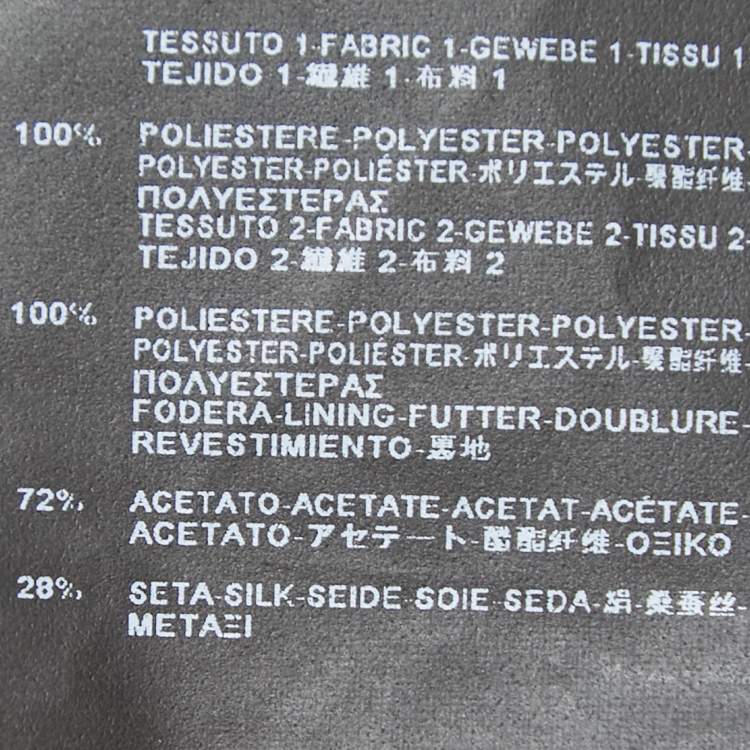 TESSUTO 1-FABRIC 1-GEWEBE 1-TISSU 1
TEJIDO 1-繊維 1-布料 1
100% POLIESTERE-POLYESTER-POLYESTER-
POLYESTER-POLIÉSTER-ポリエステル-聚酯纤维-
ΠΟΛΥΕΣΤΕΡΑΣ
TESSUTO 2-FABRIC 2-GEWEBE 2-TISSU 2-
TEJIDO 2-繊維 2-布料 2
100% POLIESTERE-POLYESTER-POLYESTER-
POLYESTER-POLIÉSTER-ポリエステル-聚酯纤维-
ΠΟΛΥΕΣΤΕΡΑΣ
FODERA-LINING-FUTTER-DOUBLURE-
REVESTIMIENTO-裏地
72% ACETATO-ACETATE-ACETAT-ACÉTATE-
ACETATO-アセテート-醋酯纤维-ΟΞΙΚΟ
28% SETA-SILK-SEIDE-SOIE-SEDA-絹-桑蚕丝-
ΜΕΤΑΞΙ